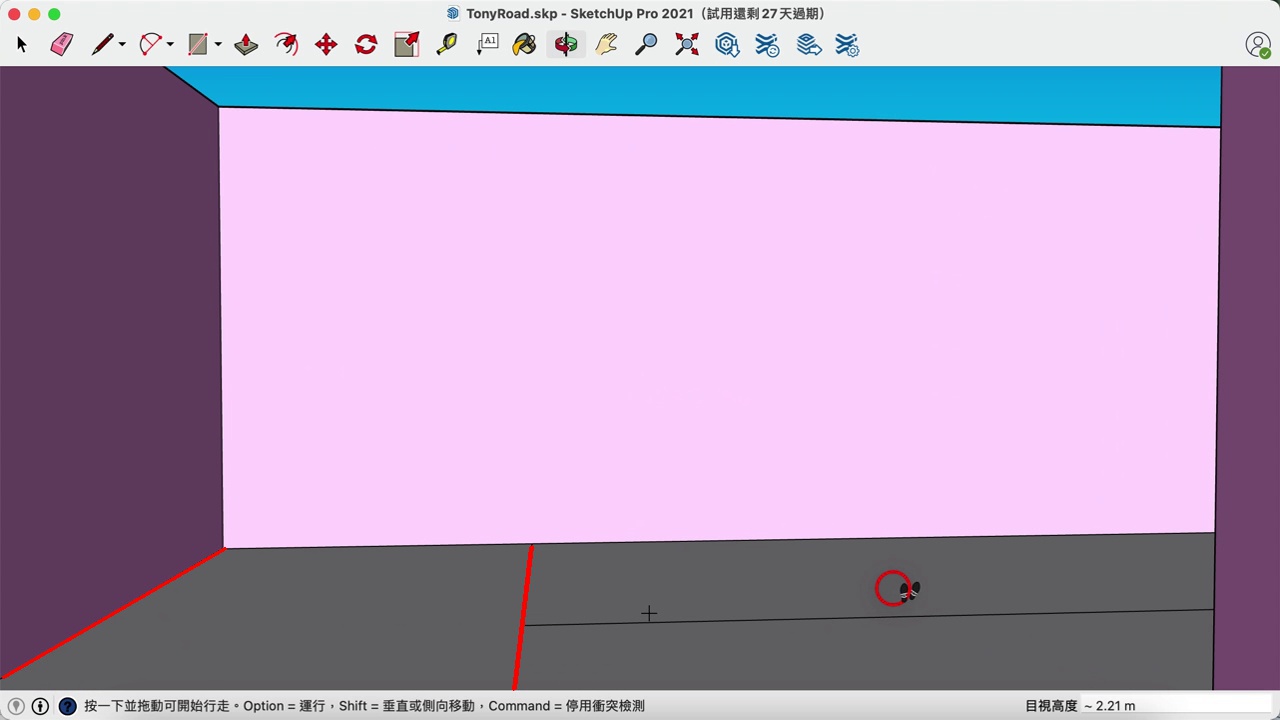 TonyRoad.skp - SketchUp Pro 2021（試用還剩 27 天過期）
A1
按一下並拖動可開始行走。Option = 運行，Shift = 垂直或側向移動，Command = 停用衝突檢測
目視高度 ~ 2.21 m